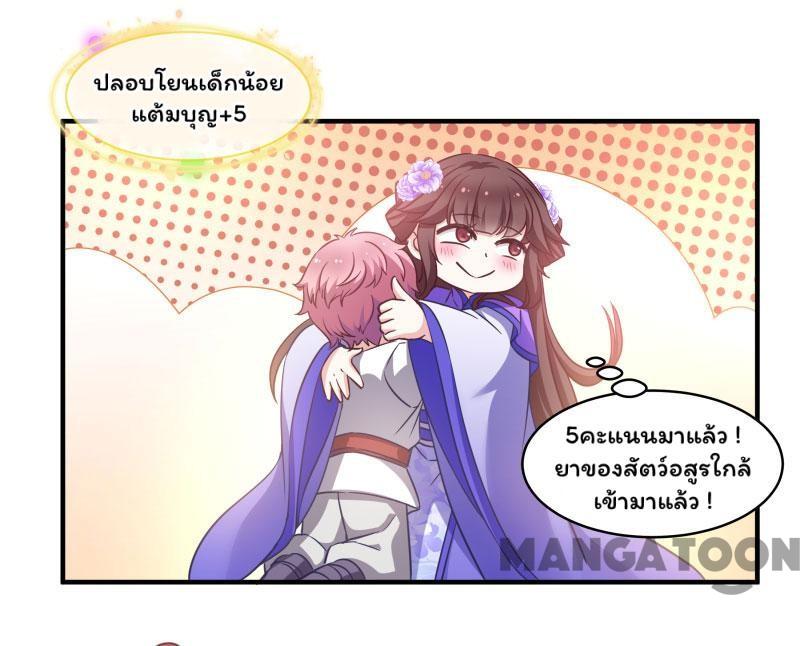 ปลอบโยนเด็กน้อย
แต้มบุญ+5
5คะแนนมาแล้ว !
ยาของสัตว์อสูรใกล้
เข้ามาแล้ว !
MANGATOON